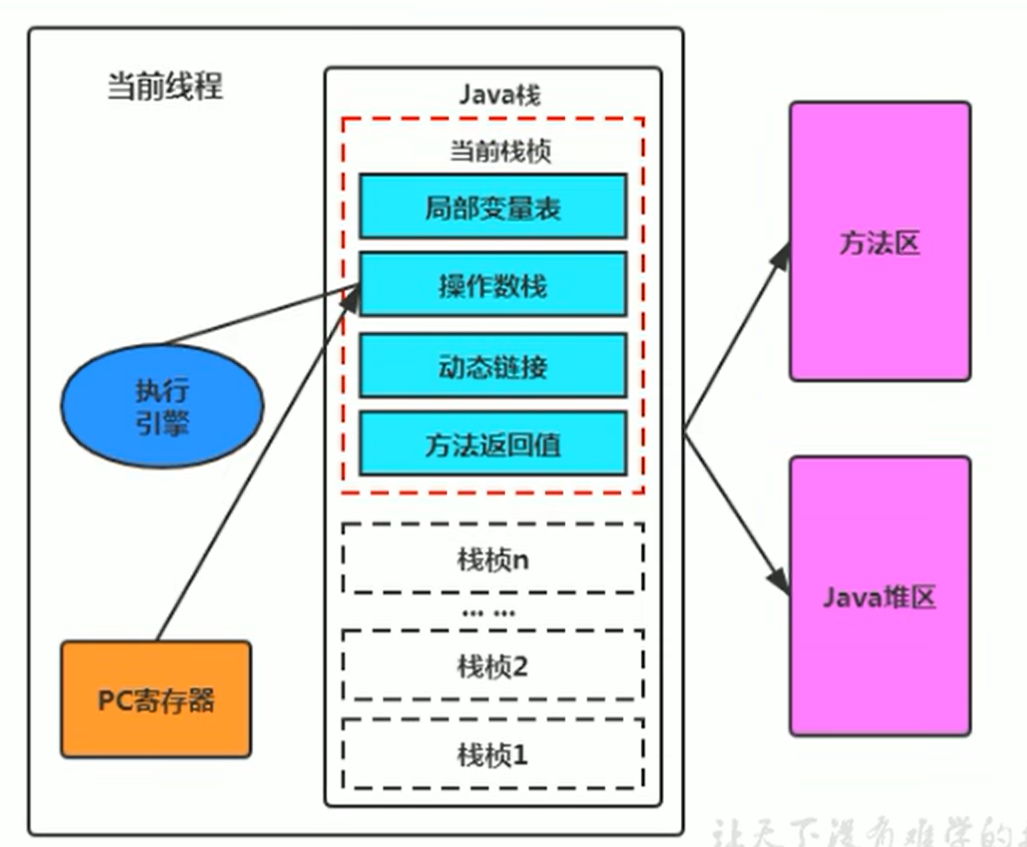 当前线程
Java栈
当前栈桢
局部变量表
操作数栈
动态链接
方法返回值
执行
引擎
PC寄存器
栈桢n
... ...
栈桢2
栈桢1
方法区
Java堆区
让天下没有难学的